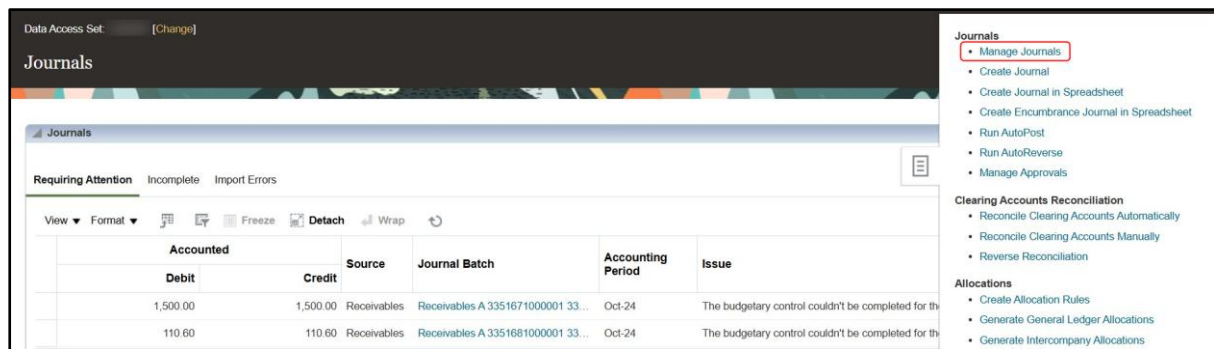 Data Access Set: [Change]
Journals
Journals
Requiring Attention Incomplete Import Errors
View Format Freeze Detach Wrap
Accounted
Debit Credit Source Journal Batch Accounting Period Issue
1,500.00 1,500.00 Receivables Receivables A 3351671000001 33... Oct-24 The budgetary control couldn't be completed for th
110.60 110.60 Receivables Receivables A 3351681000001 33... Oct-24 The budgetary control couldn't be completed for th
Journals
• Manage Journals
• Create Journal
• Create Journal in Spreadsheet
• Create Encumbrance Journal in Spreadsheet
• Run AutoPost
• Run AutoReverse
• Manage Approvals
Clearing Accounts Reconciliation
• Reconcile Clearing Accounts Automatically
• Reconcile Clearing Accounts Manually
• Reverse Reconciliation
Allocations
• Create Allocation Rules
• Generate General Ledger Allocations
• Generate Intercompany Allocations